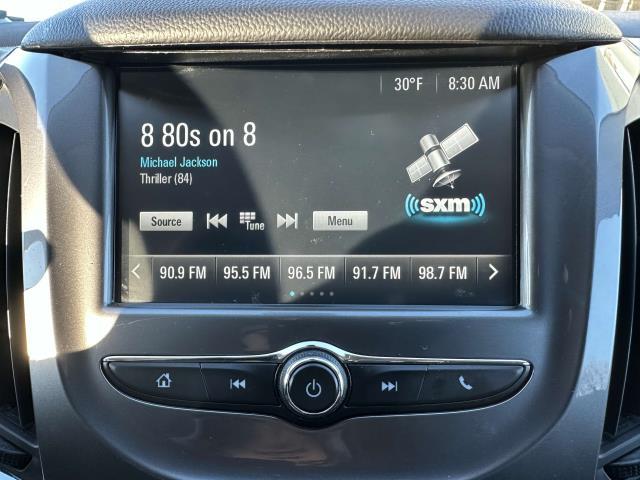 30°F 8:30 AM
8 80s on 8
Michael Jackson
Thriller (84)
sxm
Source Tune Menu
90.9 FM 95.5 FM 96.5 FM 91.7 FM 98.7 FM